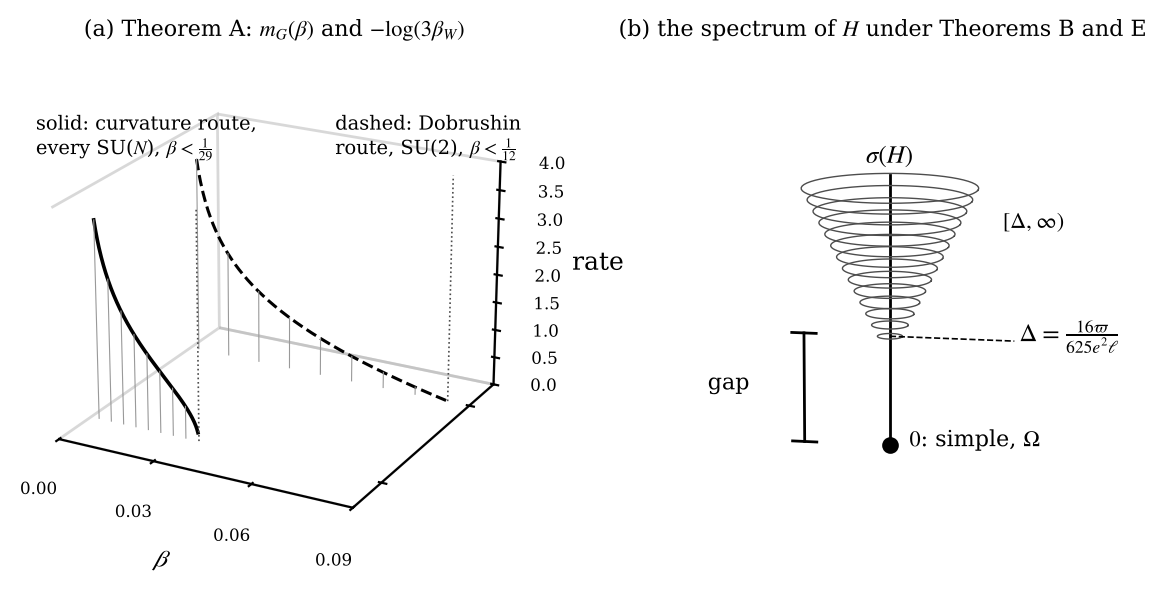 (a) Theorem A: m_G(β) and −log(3β_W)
solid: curvature route,
every SU(N), β < 1/29
dashed: Dobrushin
route, SU(2), β < 1/12
4.0
3.5
3.0
2.5
2.0
1.5
1.0
0.5
0.0
rate
0.00
0.03
0.06
0.09
β
(b) the spectrum of H under Theorems B and E
σ(H)
[Δ, ∞)
Δ = 16ϖ/625e²ℓ
gap
0: simple, Ω